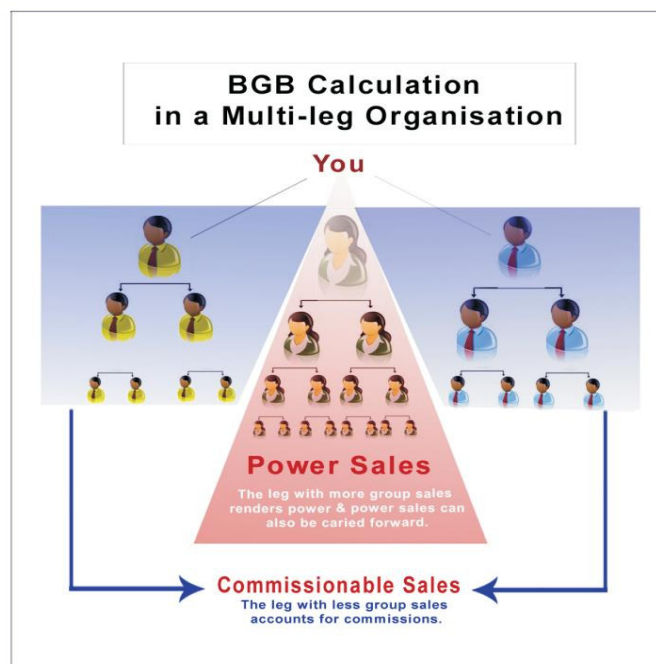 BGB Calculation
in a Multi-leg Organisation
You
Power Sales
The leg with more group sales
renders power & power sales can
also be caried forward.
Commissionable Sales
The leg with less group sales
accounts for commissions.